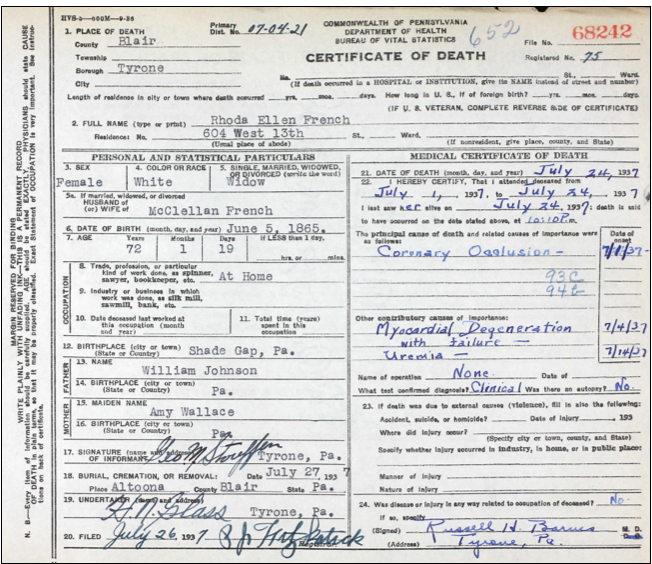 HVS-5-600M-9-36
1. PLACE OF DEATH
County Blair
Township
Borough Tyrone
City
Primary Dist. No. 07-04-21
COMMONWEALTH OF PENNSYLVANIA
DEPARTMENT OF HEALTH
BUREAU OF VITAL STATISTICS
652
File No. 68242
Registered No. 75
CERTIFICATE OF DEATH
No. St., Ward.
(If death occurred in a HOSPITAL or INSTITUTION, give its NAME instead of street and number)
Length of residence in city or town where death occurred yrs. mos. days. How long in U. S., if of foreign birth? yrs. mos. days.
(IF U. S. VETERAN, COMPLETE REVERSE SIDE OF CERTIFICATE)
2. FULL NAME (type or print) Rhoda Ellen French
Residence: No. 604 West 13th St., Ward.
(Usual place of abode) (If nonresident, give place, county, and State)
PERSONAL AND STATISTICAL PARTICULARS
3. SEX 4. COLOR OR RACE 5. SINGLE, MARRIED, WIDOWED, OR DIVORCED (write the word)
Female White Widow
5a. If married, widowed, or divorced
HUSBAND of
(or) WIFE of McClellan French
6. DATE OF BIRTH (month, day, and year) June 5, 1865.
7. AGE Years Months Days If LESS than 1 day,
72 1 19 hrs. or mins.
OCCUPATION
8. Trade, profession, or particular
kind of work done, as spinner,
sawyer, bookkeeper, etc. At Home
9. Industry or business in which
work was done, as silk mill,
sawmill, bank, etc.
10. Date deceased last worked at
this occupation (month
and year)
11. Total time (years)
spent in this
occupation
12. BIRTHPLACE (city or town)
(State or Country) Shade Gap, Pa.
FATHER
13. NAME
William Johnson
14. BIRTHPLACE (city or town)
(State or Country) Pa.
MOTHER
15. MAIDEN NAME
Amy Wallace
16. BIRTHPLACE (city or town)
(State or Country) Pa.
17. SIGNATURE (name and address)
OF INFORMANT Geo M Stouffer Tyrone, Pa.
18. BURIAL, CREMATION, OR REMOVAL: Date July 27 1937
Place Altoona County Blair State Pa.
19. UNDERTAKER (name and address)
Tyrone, Pa.
20. FILED July 26, 1937
Registrar
MEDICAL CERTIFICATE OF DEATH
21. DATE OF DEATH (month, day, and year) July 24, 1937
22. I HEREBY CERTIFY, That I attended deceased from
July 1, 1937, to July 24, 1937
I last saw her alive on July 24, 1937; death is said
to have occurred on the date stated above, at 10:10 P.m.
The principal cause of death and related causes of importance were
as follows:
Date of onset
Coronary Occlusion - 7/1/37-
93C
94b
Other contributory causes of importance:
Myocardial Degeneration 7/4/37
with failure -
Uremia - 7/14/37
Name of operation None. Date of
What test confirmed diagnosis? Clinical Was there an autopsy? No.
23. If death was due to external causes (violence), fill in also the following:
Accident, suicide, or homicide? Date of injury 193
Where did injury occur?
(Specify city or town, county, and State)
Specify whether injury occurred in industry, in home, or in public place:
Manner of injury
Nature of injury
24. Was disease or injury in any way related to occupation of deceased? No.
If so, specify
(Signed) Russell H. Barnes M. D.
(Address) Tyrone, Pa.
MARGIN RESERVED FOR BINDING
WRITE PLAINLY WITH UNFADING INK—THIS IS A PERMANENT RECORD
N. B.—Every item of information should be carefully supplied. AGE should be stated EXACTLY. PHYSICIANS should state CAUSE
OF DEATH in plain terms, so that it may be properly classified. Exact Statement of OCCUPATION is very important. See instructions on back of certificate.